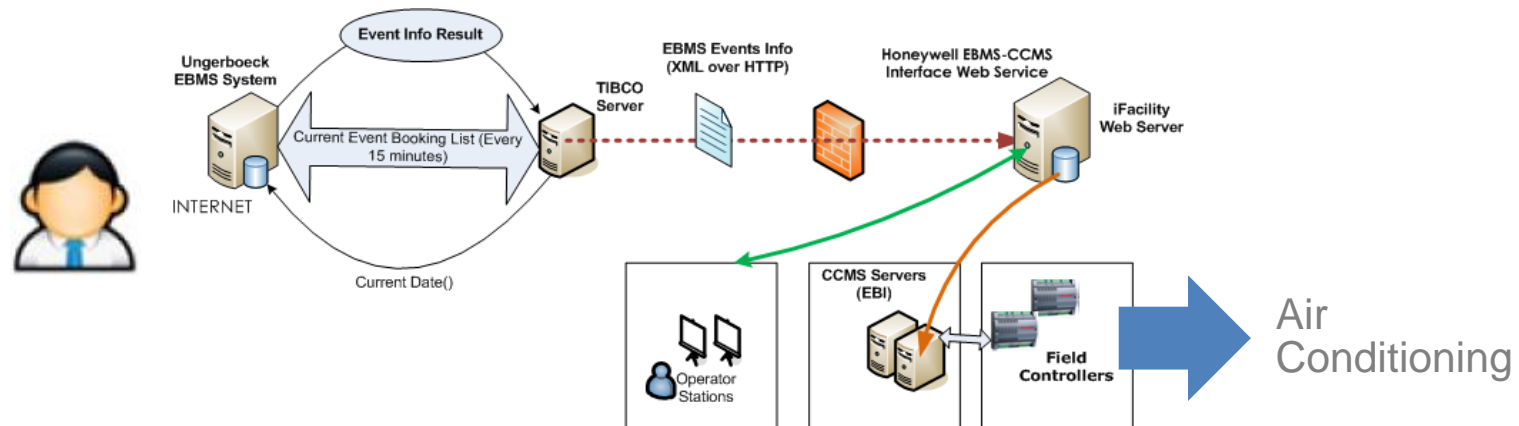 Event Info Result
Ungerboeck
EBMS System
TIBCO
Server
EBMS Events Info
(XML over HTTP)
Honeywell EBMS-CCMS
Interface Web Service
iFacility
Web Server
Current Event Booking List (Every
15 minutes)
INTERNET
Current Date()
CCMS Servers
(EBI)
Operator
Stations
Field
Controllers
Air
Conditioning